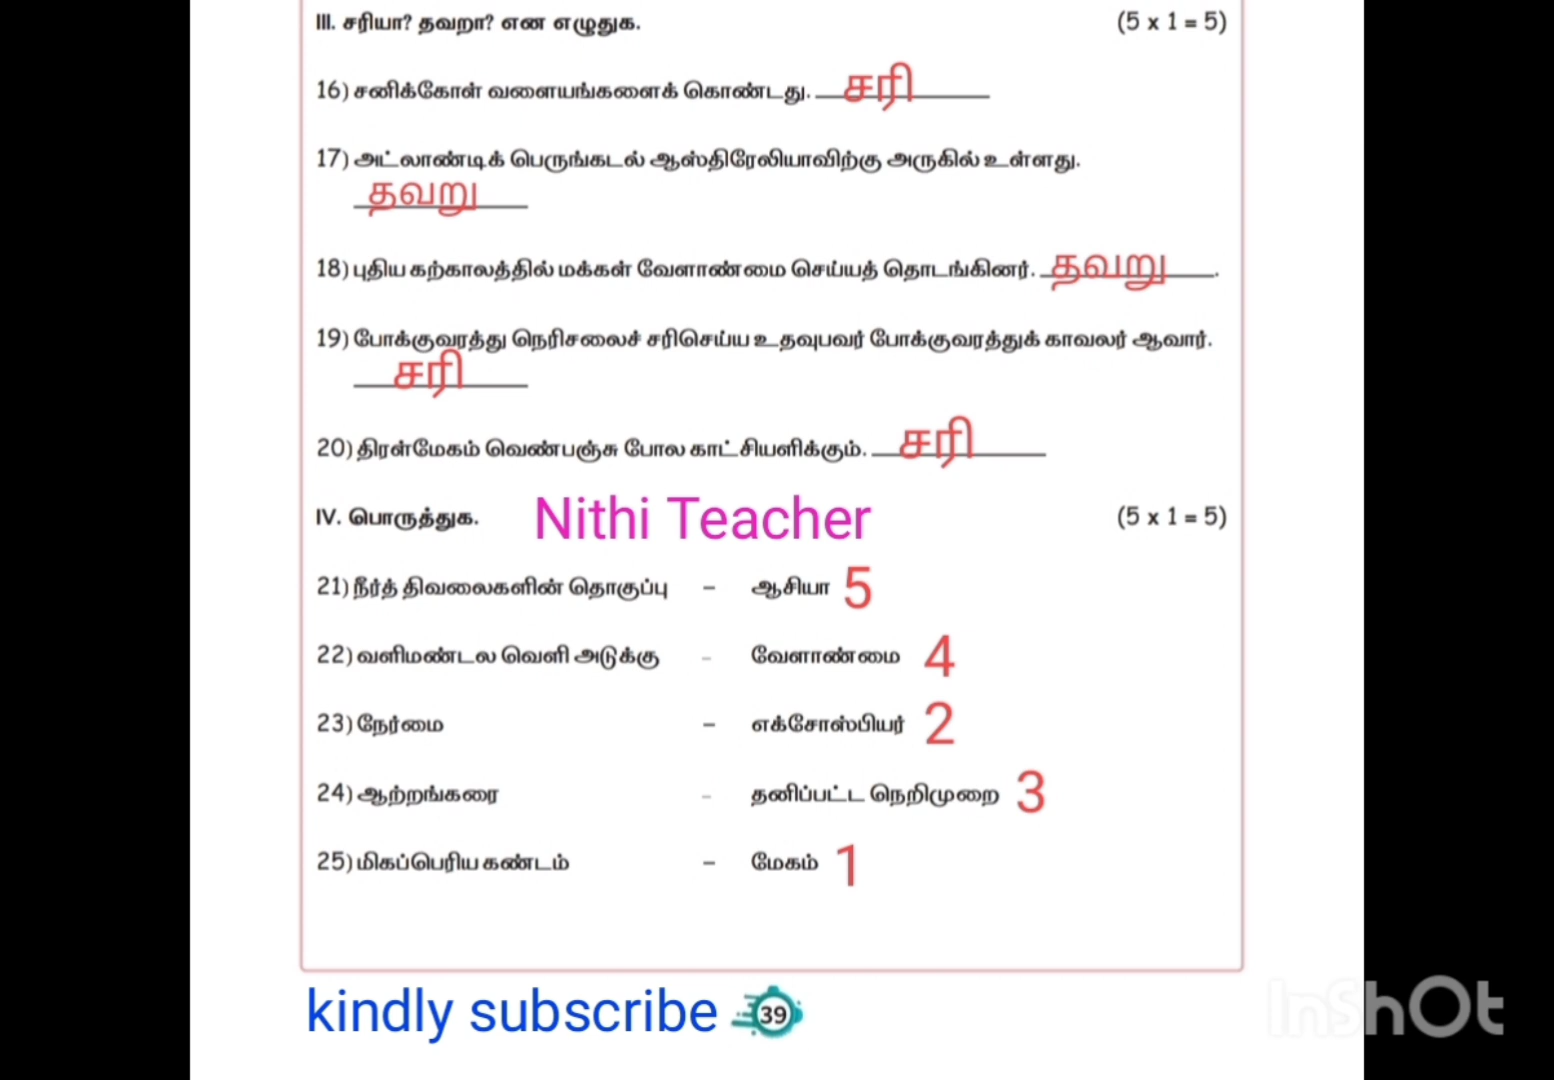 III. சரியா? தவறா? என எழுதுக. (5 x 1 = 5)
16) சனிக்கோள் வளையங்களைக் கொண்டது. சரி
17) அட்லாண்டிக் பெருங்கடல் ஆஸ்திரேலியாவிற்கு அருகில் உள்ளது.
தவறு
18) புதிய கற்காலத்தில் மக்கள் வேளாண்மை செய்யத் தொடங்கினர். தவறு.
19) போக்குவரத்து நெரிசலைச் சரிசெய்ய உதவுபவர் போக்குவரத்துக் காவலர் ஆவார்.
சரி
20) திரள்மேகம் வெண்பஞ்சு போல காட்சியளிக்கும். சரி
IV. பொருத்துக. Nithi Teacher (5 x 1 = 5)
21) நீர்த் திவலைகளின் தொகுப்பு – ஆசியா 5
22) வளிமண்டல வெளி அடுக்கு - வேளாண்மை 4
23) நேர்மை – எக்சோஸ்பியர் 2
24) ஆற்றங்கரை - தனிப்பட்ட நெறிமுறை 3
25) மிகப்பெரிய கண்டம் – மேகம் 1
kindly subscribe 39
InShOt